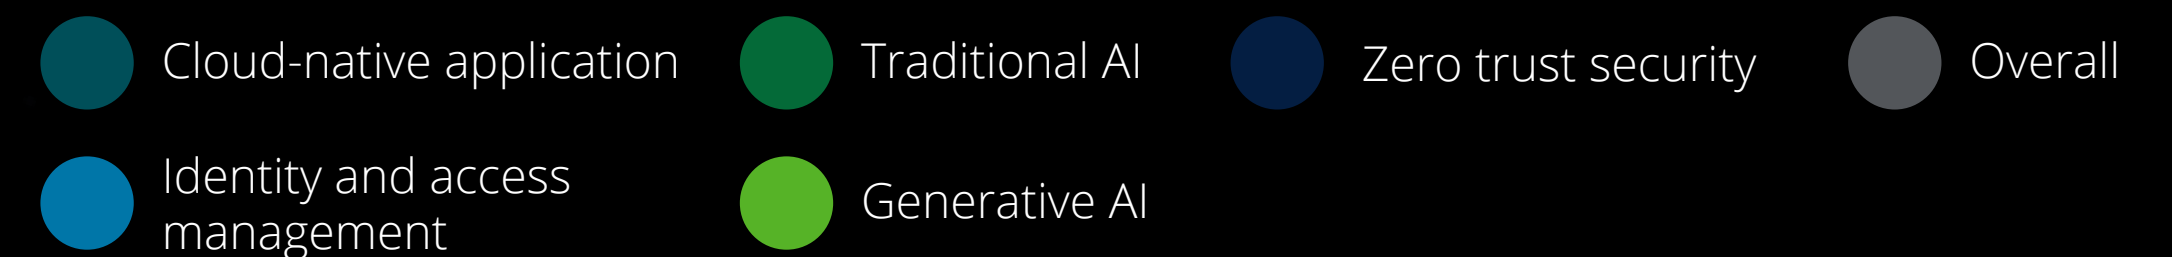 Cloud-native application
Traditional AI
Zero trust security
Overall
Identity and access
management
Generative AI